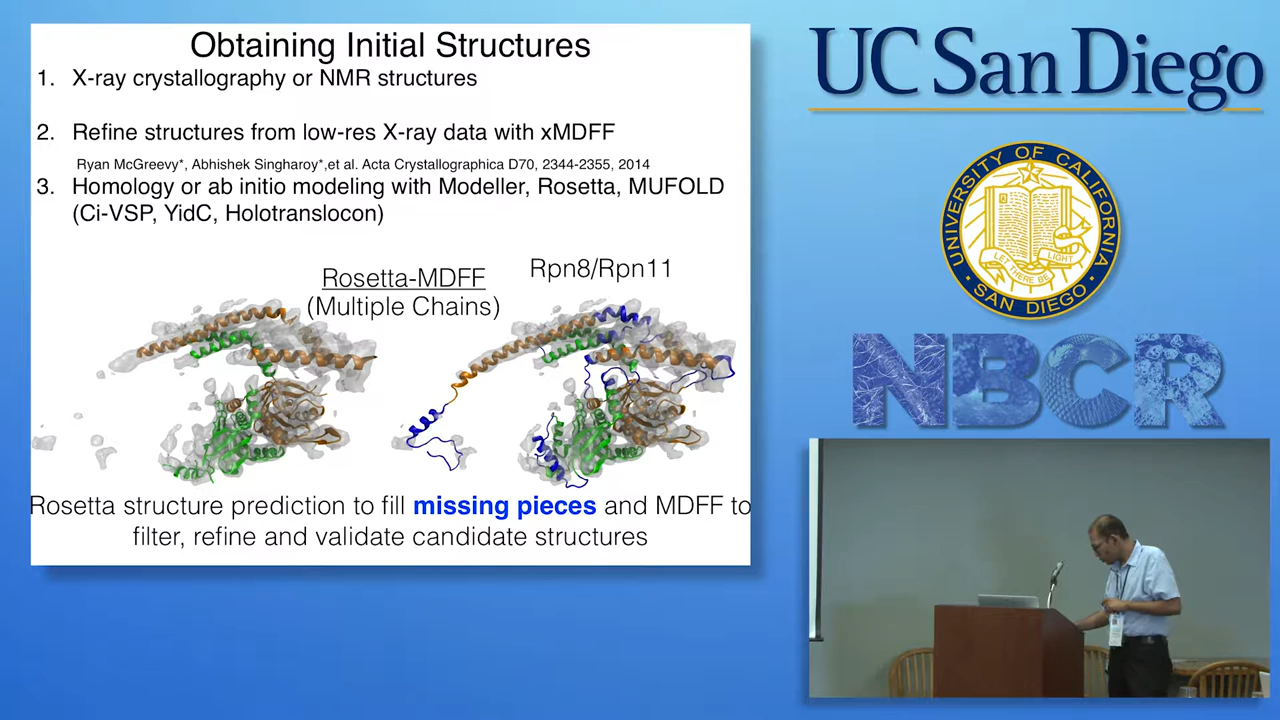 Obtaining Initial Structures
1. X-ray crystallography or NMR structures
2. Refine structures from low-res X-ray data with xMDFF
Ryan McGreevy*, Abhishek Singharoy*,et al. Acta Crystallographica D70, 2344-2355, 2014
3. Homology or ab initio modeling with Modeller, Rosetta, MUFOLD
(Ci-VSP, YidC, Holotranslocon)
Rosetta-MDFF
(Multiple Chains)
Rpn8/Rpn11
Rosetta structure prediction to fill missing pieces and MDFF to
filter, refine and validate candidate structures
UC San Diego
UNIVERSITY OF CALIFORNIA
LET THERE BE LIGHT
SAN DIEGO
NBCR